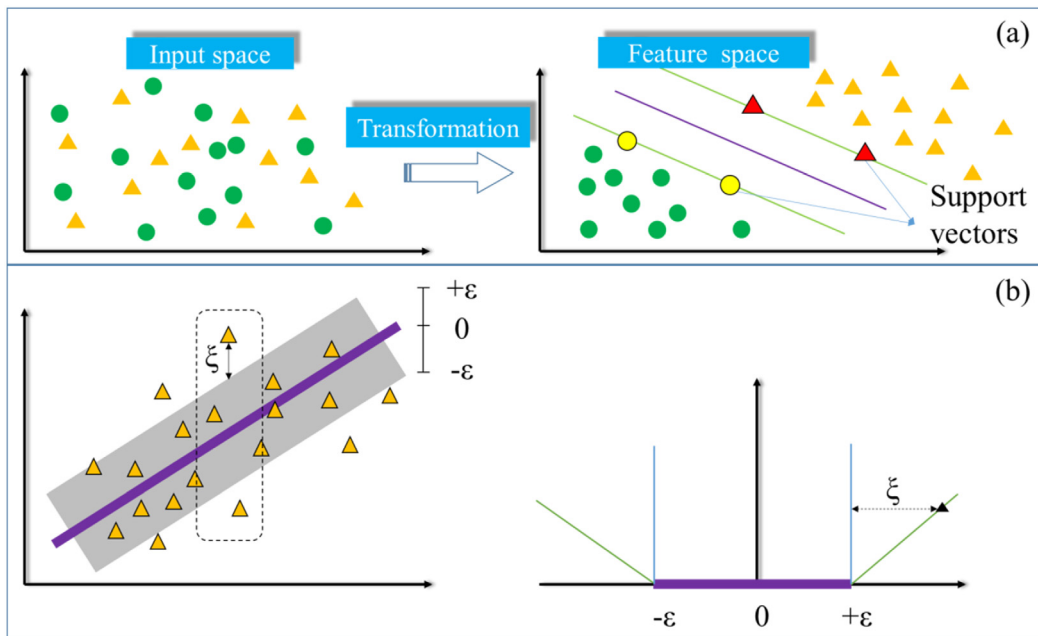 (a)
Input space
Feature space
Transformation
Support
vectors
(b)
+ε
0
-ε
ξ
ξ
-ε
0
+ε